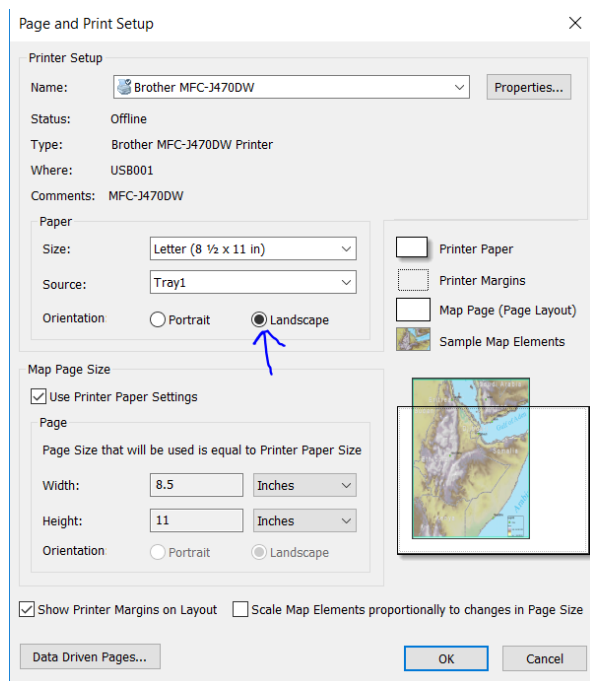 Page and Print Setup
Printer Setup
Name: Brother MFC-J470DW Properties...
Status: Offline
Type: Brother MFC-J470DW Printer
Where: USB001
Comments: MFC-J470DW
Paper
Size: Letter (8 ½ x 11 in)
Source: Tray1
Orientation Portrait Landscape
Printer Paper
Printer Margins
Map Page (Page Layout)
Sample Map Elements
Map Page Size
Use Printer Paper Settings
Page
Page Size that will be used is equal to Printer Paper Size
Width: 8.5 Inches
Height: 11 Inches
Orientation Portrait Landscape
Show Printer Margins on Layout Scale Map Elements proportionally to changes in Page Size
Data Driven Pages... OK Cancel